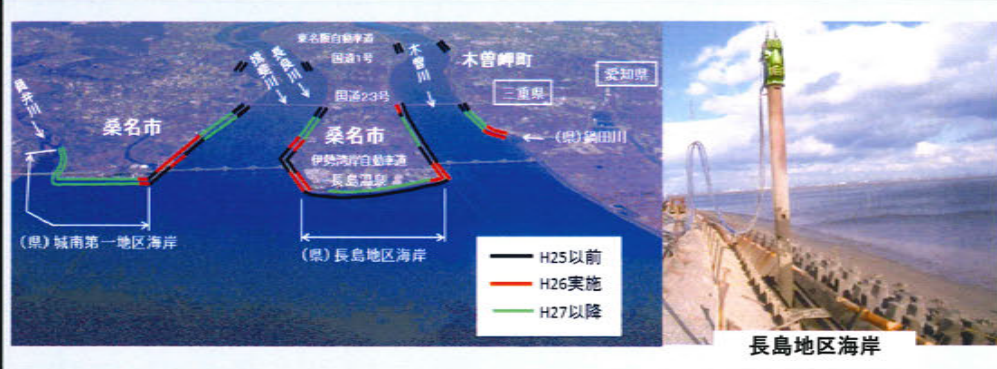 東名阪自動車道
国道1号
揖斐川
長良川
木曽川
木曽岬町
愛知県
三重県
員弁川
国道23号
桑名市
桑名市
(県)鍋田川
伊勢湾岸自動車道
長島温泉
(県)城南第一地区海岸
(県)長島地区海岸
H25以前
H26実施
H27以降
長島地区海岸